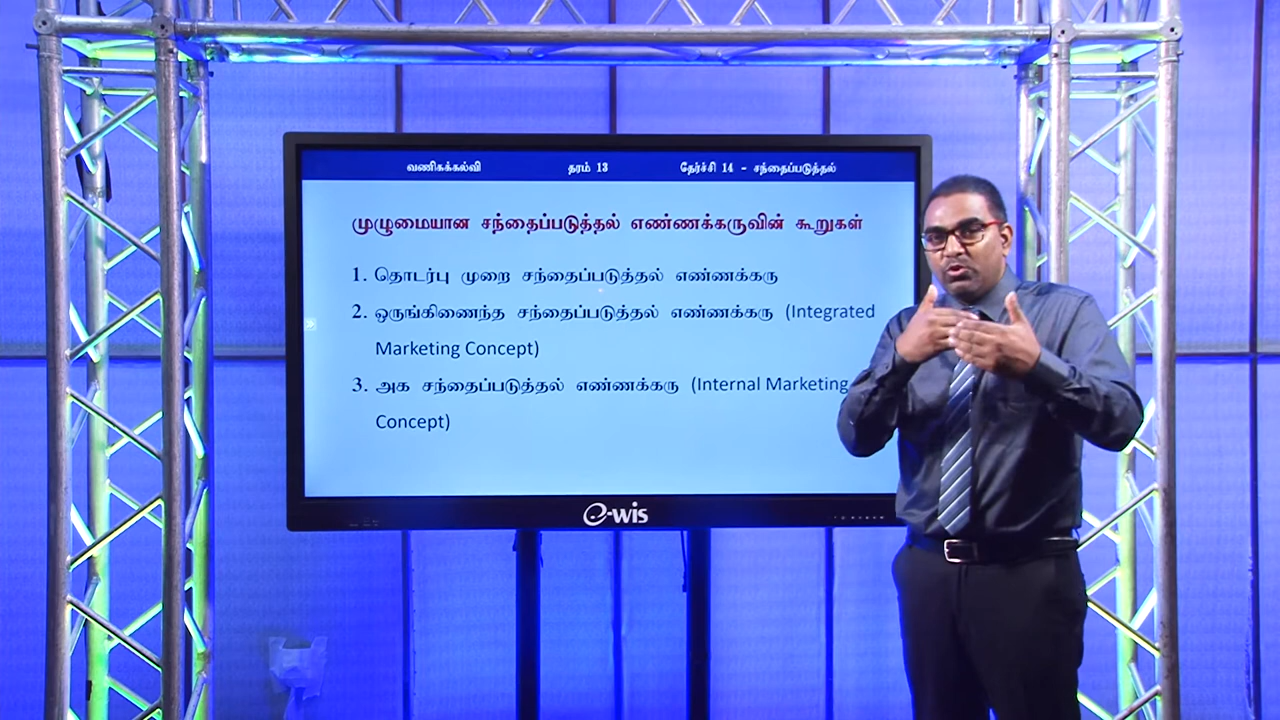 வணிகக்கல்வி தரம் 13 தேர்ச்சி 14 - சந்தைப்படுத்தல்
முழுமையான சந்தைப்படுத்தல் எண்ணக்கருவின் கூறுகள்
1. தொடர்பு முறை சந்தைப்படுத்தல் எண்ணக்கரு
2. ஒருங்கிணைந்த சந்தைப்படுத்தல் எண்ணக்கரு (Integrated
Marketing Concept)
3. அக சந்தைப்படுத்தல் எண்ணக்கரு (Internal Marketing
Concept)
e-wis